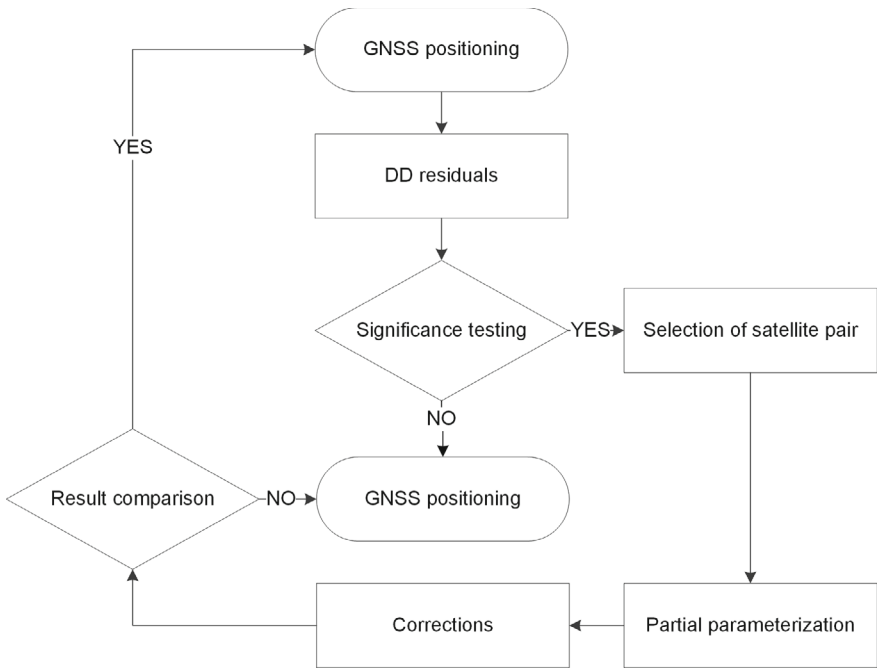 GNSS positioning
YES
DD residuals
Significance testing
YES
Selection of satellite pair
NO
Result comparison
NO
GNSS positioning
Corrections
Partial parameterization